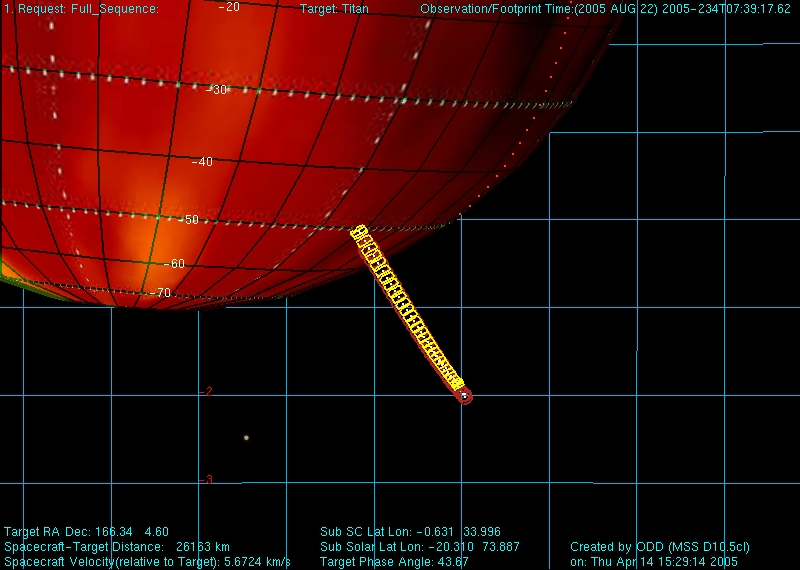 1. Request: Full_Sequence: Target: Titan Observation/Footprint Time:(2005 AUG 22) 2005-234T07:39:17.62
-20
-30
-40
-50
-60
-70
-2
-3
Target RA Dec: 166.34 4.60 Sub SC Lat Lon: -0.631 33.996
Spacecraft-Target Distance: 26163 km Sub Solar Lat Lon: -20.310 73.887 Created by ODD (MSS D10.5cl)
Spacecraft Velocity(relative to Target): 5.6724 km/s Target Phase Angle: 43.67 on: Thu Apr 14 15:29:14 2005